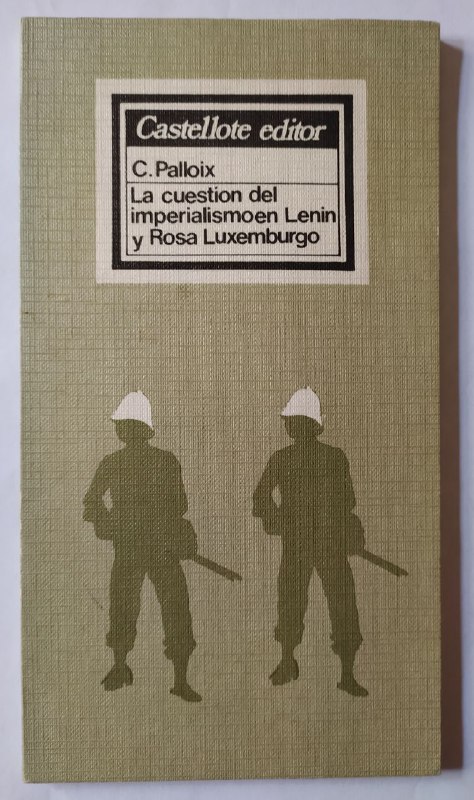 Castellote editor
C. Palloix
La cuestion del
imperialismoen Lenin
y Rosa Luxemburgo